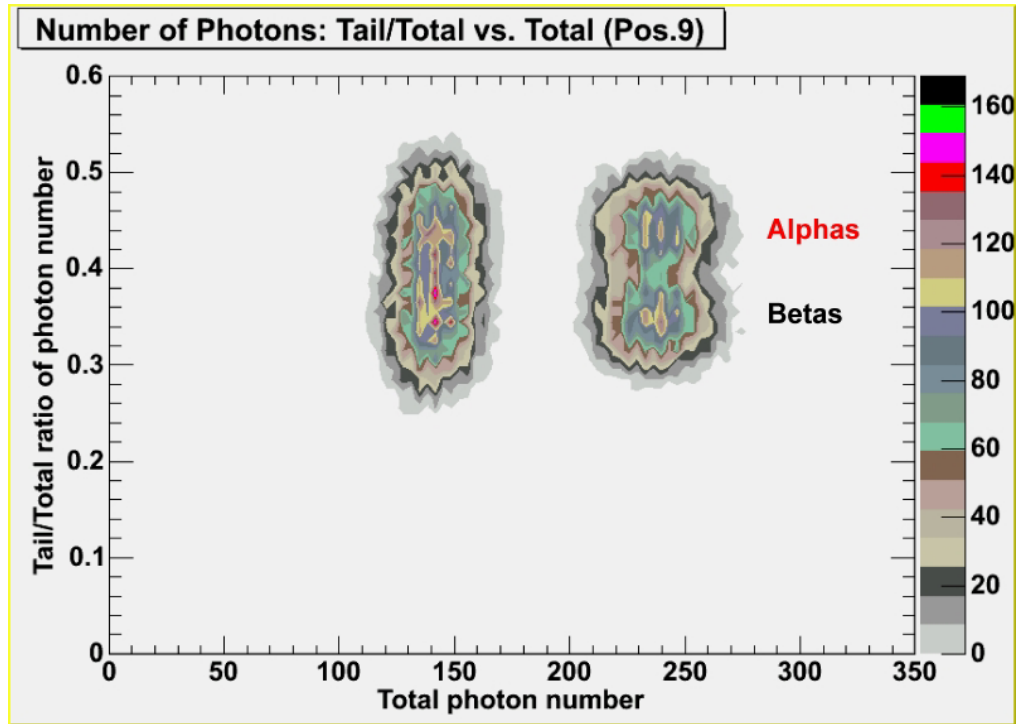 Number of Photons: Tail/Total vs. Total (Pos.9)
Tail/Total ratio of photon number
0.6
0.5
0.4
0.3
0.2
0.1
0
Alphas
Betas
160
140
120
100
80
60
40
20
0
0 50 100 150 200 250 300 350
Total photon number